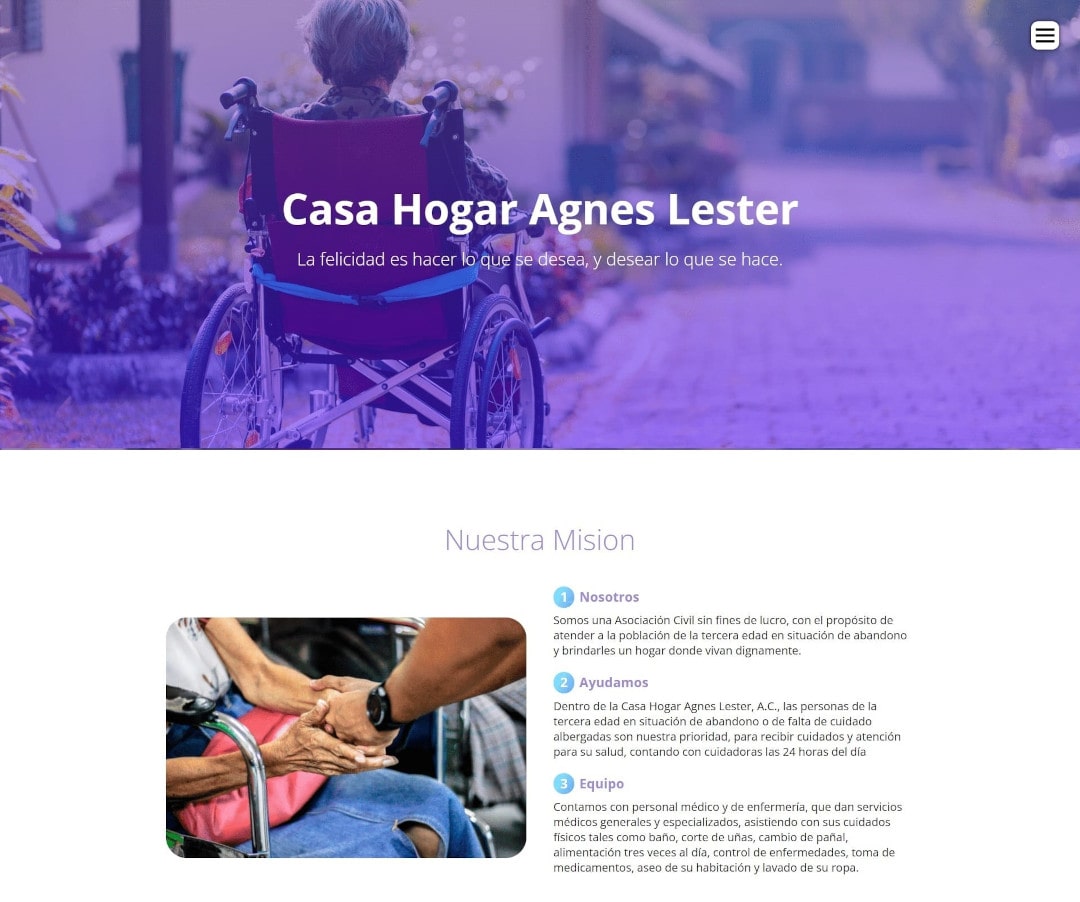 Casa Hogar Agnes Lester
La felicidad es hacer lo que se desea, y desear lo que se hace.
Nuestra Mision
1 Nosotros
Somos una Asociación Civil sin fines de lucro, con el propósito de
atender a la población de la tercera edad en situación de abandono
y brindarles un hogar donde vivan dignamente.
2 Ayudamos
Dentro de la Casa Hogar Agnes Lester, A.C., las personas de la
tercera edad en situación de abandono o de falta de cuidado
albergadas son nuestra prioridad, para recibir cuidados y atención
para su salud, contando con cuidadoras las 24 horas del día
3 Equipo
Contamos con personal médico y de enfermería, que dan servicios
médicos generales y especializados, asistiendo con sus cuidados
físicos tales como baño, corte de uñas, cambio de pañal,
alimentación tres veces al día, control de enfermedades, toma de
medicamentos, aseo de su habitación y lavado de su ropa.